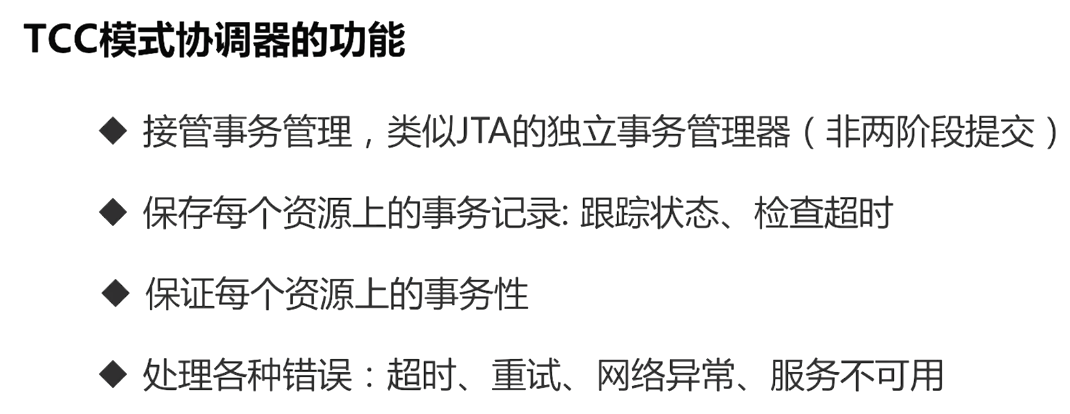 TCC模式协调器的功能
◆ 接管事务管理，类似JTA的独立事务管理器（非两阶段提交）
◆ 保存每个资源上的事务记录: 跟踪状态、检查超时
◆ 保证每个资源上的事务性
◆ 处理各种错误：超时、重试、网络异常、服务不可用